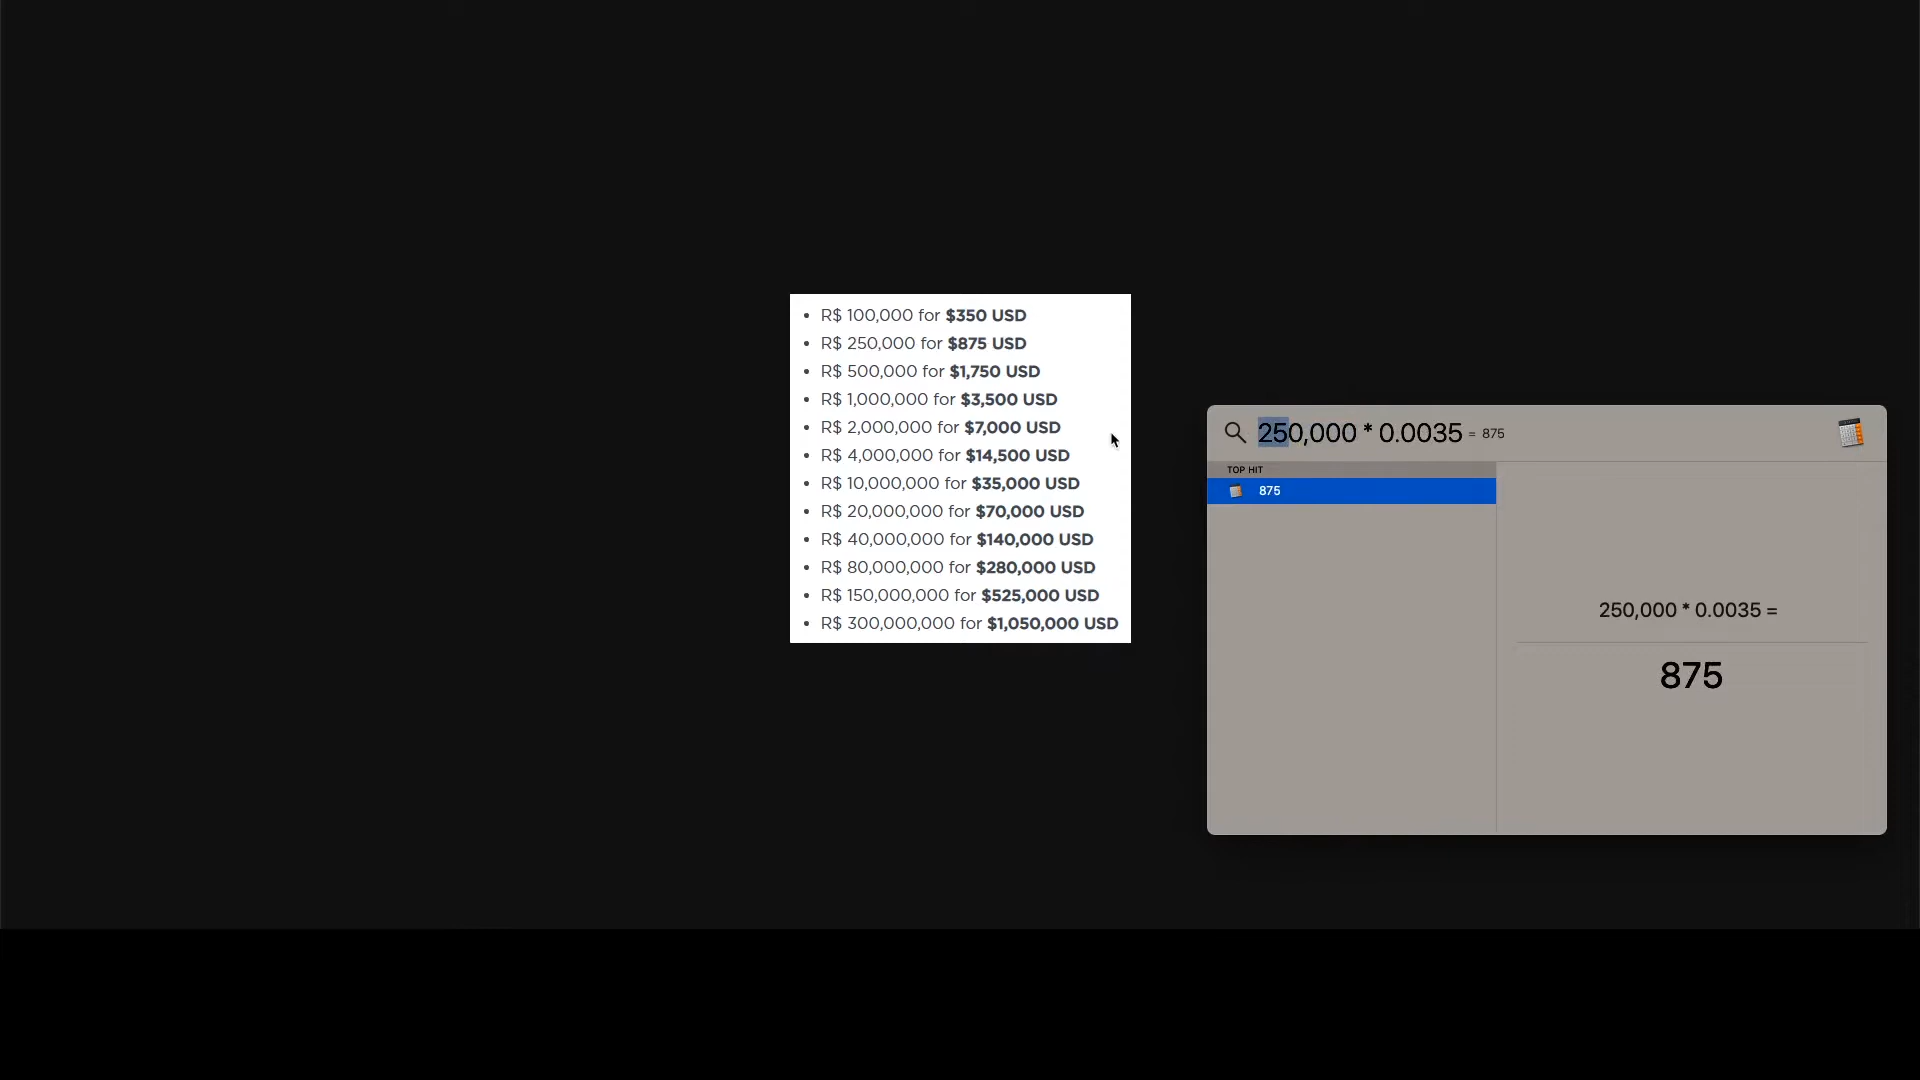 • R$ 100,000 for $350 USD
• R$ 250,000 for $875 USD
• R$ 500,000 for $1,750 USD
• R$ 1,000,000 for $3,500 USD
• R$ 2,000,000 for $7,000 USD
• R$ 4,000,000 for $14,500 USD
• R$ 10,000,000 for $35,000 USD
• R$ 20,000,000 for $70,000 USD
• R$ 40,000,000 for $140,000 USD
• R$ 80,000,000 for $280,000 USD
• R$ 150,000,000 for $525,000 USD
• R$ 300,000,000 for $1,050,000 USD
250,000 * 0.0035 = 875
TOP HIT
875
250,000 * 0.0035 =
875